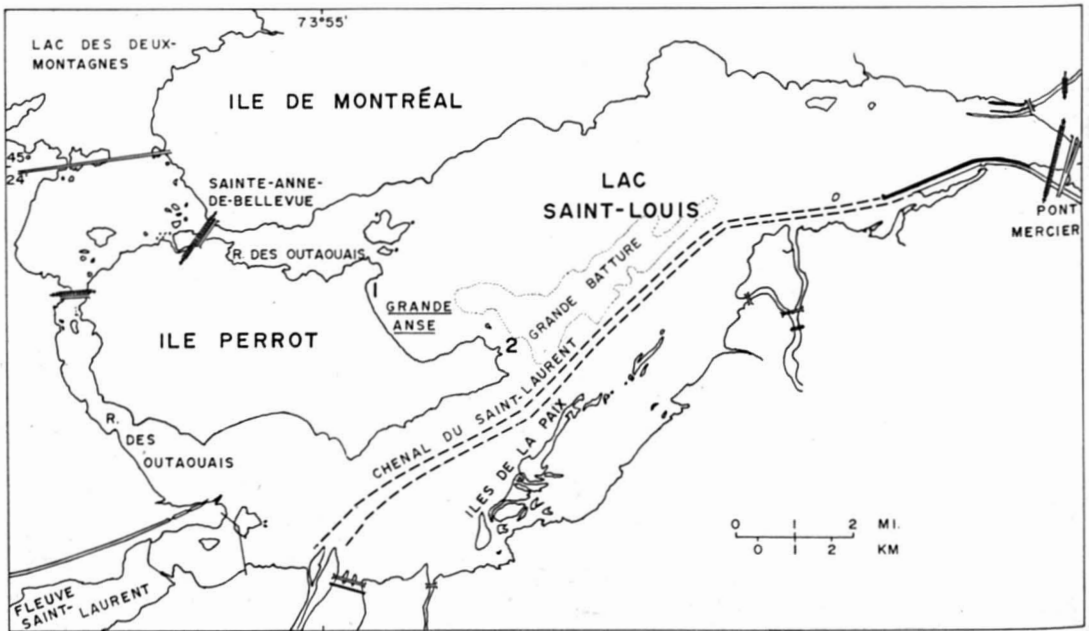 73°55'
LAC DES DEUX-
MONTAGNES
ILE DE MONTRÉAL
45°
24'
SAINTE-ANNE-
DE-BELLEVUE
LAC
SAINT-LOUIS
PONT
MERCIER
R. DES OUTAOUAIS
1
GRANDE
ANSE
GRANDE BATTURE
2
ILE PERROT
CHENAL DU SAINT-LAURENT
R.
DES
OUTAOUAIS
ILES DE LA PAIX
0 1 2 MI.
0 1 2 KM
FLEUVE
SAINT-LAURENT